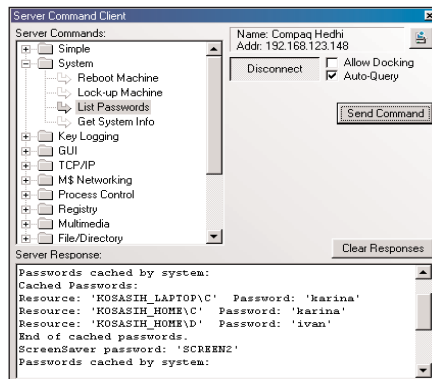 Server Command Client
Server Commands:
Simple
System
Reboot Machine
Lock-up Machine
List Passwords
Get System Info
Key Logging
GUI
TCP/IP
M$ Networking
Process Control
Registry
Multimedia
File/Directory
Name: Compaq Hedhi
Addr: 192.168.123.148
Disconnect
Allow Docking
Auto-Query
Send Command
Clear Responses
Server Response:
Passwords cached by system:
Cached Passwords:
Resource: 'KOSASIH_LAPTOP\C' Password: 'karina'
Resource: 'KOSASIH_HOME\C' Password: 'karina'
Resource: 'KOSASIH_HOME\D' Password: 'ivan'
End of cached passwords.
ScreenSaver password: 'SCREEN2'
Passwords cached by system: